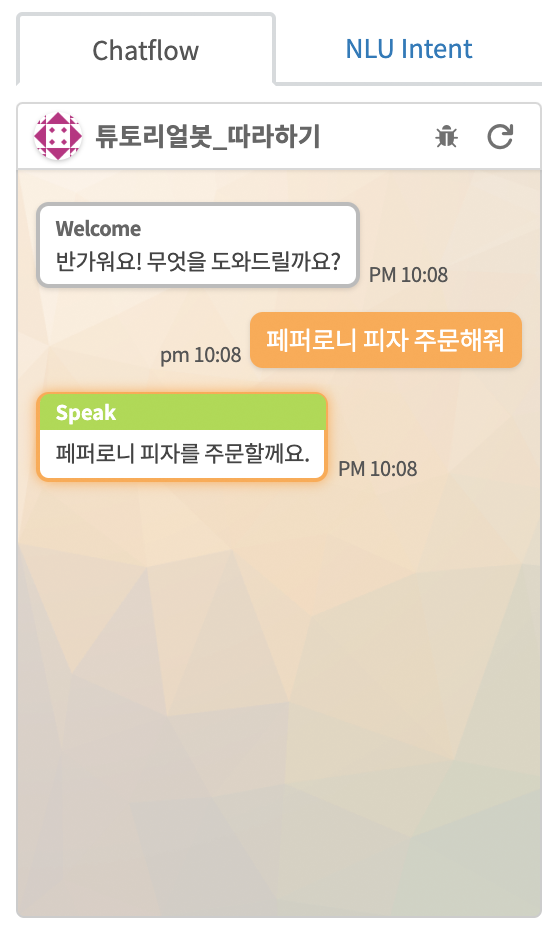 Chatflow
NLU Intent
튜토리얼봇_따라하기
Welcome
반가워요! 무엇을 도와드릴까요?
PM 10:08
pm 10:08
페퍼로니 피자 주문해줘
Speak
페퍼로니 피자를 주문할께요.
PM 10:08